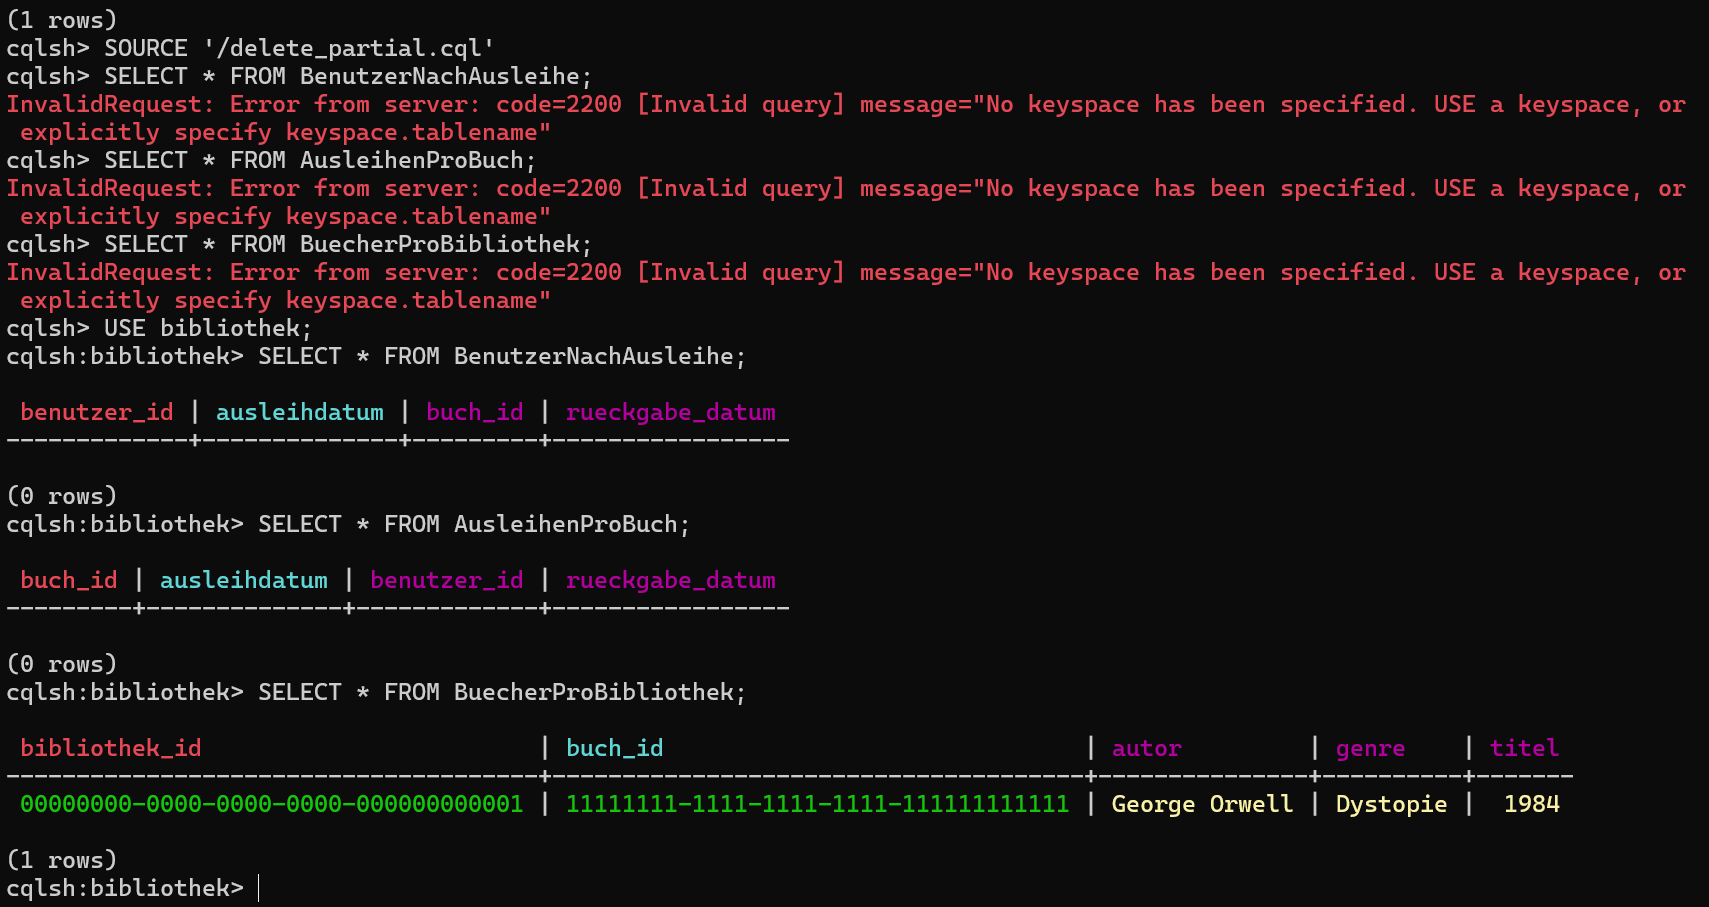 (1 rows)
cqlsh> SOURCE '/delete_partial.cql'
cqlsh> SELECT * FROM BenutzerNachAusleihe;
InvalidRequest: Error from server: code=2200 [Invalid query] message="No keyspace has been specified. USE a keyspace, or
 explicitly specify keyspace.tablename"
cqlsh> SELECT * FROM AusleihenProBuch;
InvalidRequest: Error from server: code=2200 [Invalid query] message="No keyspace has been specified. USE a keyspace, or
 explicitly specify keyspace.tablename"
cqlsh> SELECT * FROM BuecherProBibliothek;
InvalidRequest: Error from server: code=2200 [Invalid query] message="No keyspace has been specified. USE a keyspace, or
 explicitly specify keyspace.tablename"
cqlsh> USE bibliothek;
cqlsh:bibliothek> SELECT * FROM BenutzerNachAusleihe;
 benutzer_id | ausleihdatum | buch_id | rueckgabe_datum
-------------+--------------+---------+-----------------
(0 rows)
cqlsh:bibliothek> SELECT * FROM AusleihenProBuch;
 buch_id | ausleihdatum | benutzer_id | rueckgabe_datum
---------+--------------+-------------+-----------------
(0 rows)
cqlsh:bibliothek> SELECT * FROM BuecherProBibliothek;
 bibliothek_id                        | buch_id                              | autor         | genre    | titel
--------------------------------------+--------------------------------------+---------------+----------+-------
 00000000-0000-0000-0000-000000000001 | 11111111-1111-1111-1111-111111111111 | George Orwell | Dystopie |  1984
(1 rows)
cqlsh:bibliothek>